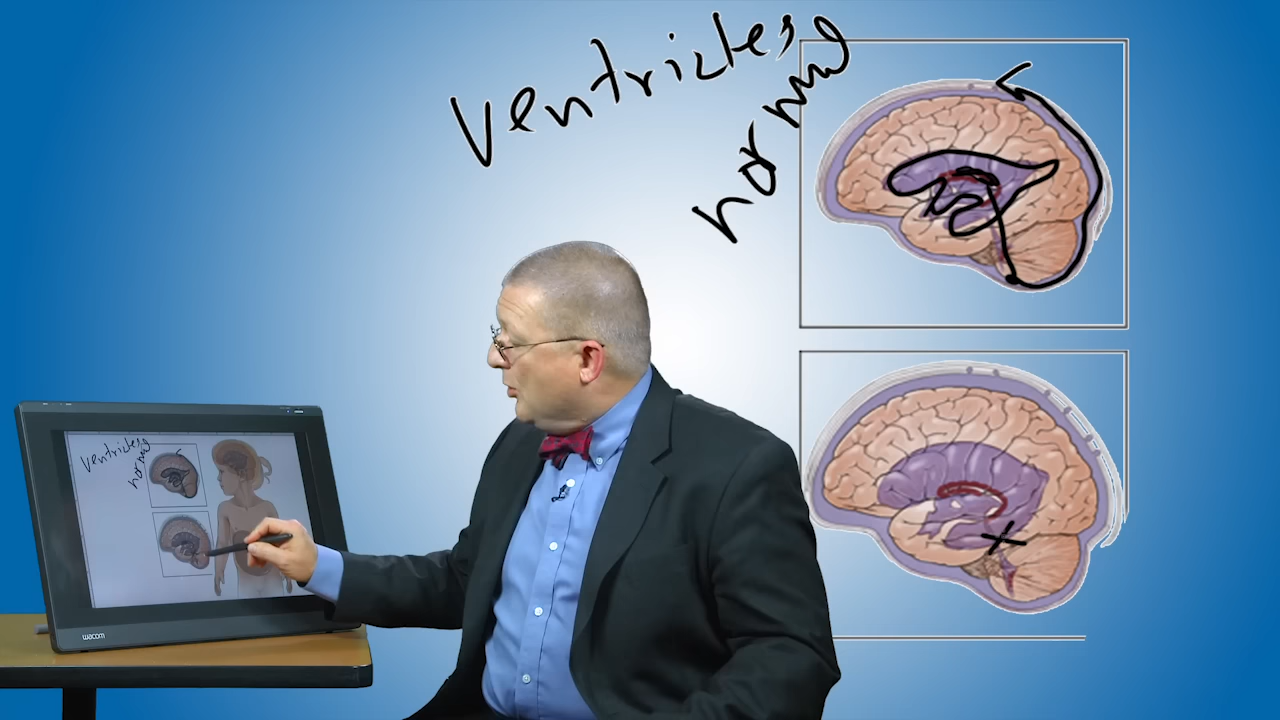 Ventricles
normal
ventricles
normal
wacom